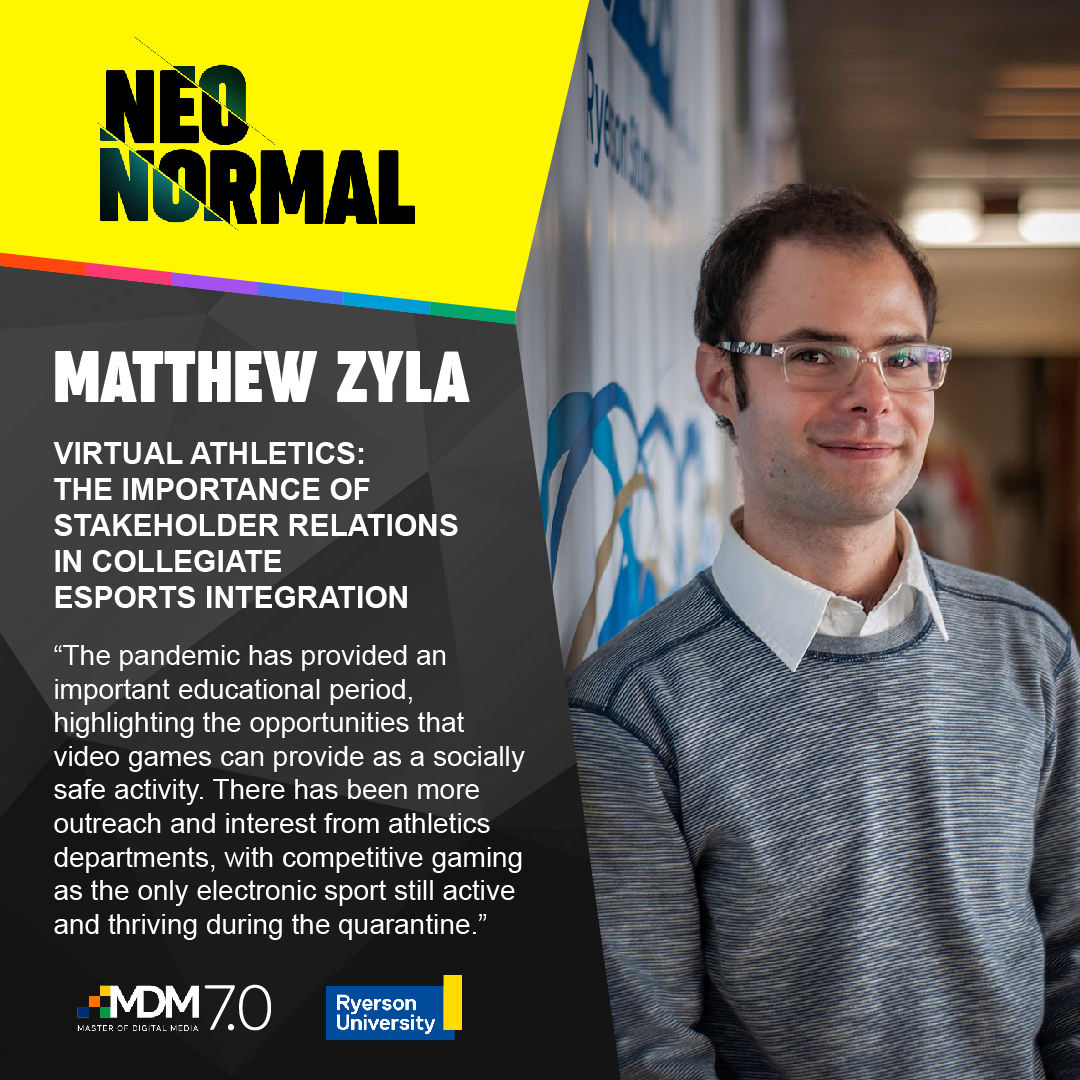 NEO
NORMAL
MATTHEW ZYLA
VIRTUAL ATHLETICS:
THE IMPORTANCE OF
STAKEHOLDER RELATIONS
IN COLLEGIATE
ESPORTS INTEGRATION
“The pandemic has provided an
important educational period,
highlighting the opportunities that
video games can provide as a socially
safe activity. There has been more
outreach and interest from athletics
departments, with competitive gaming
as the only electronic sport still active
and thriving during the quarantine.”
MDM 7.0
MASTER OF DIGITAL MEDIA
Ryerson
University
Ryerson